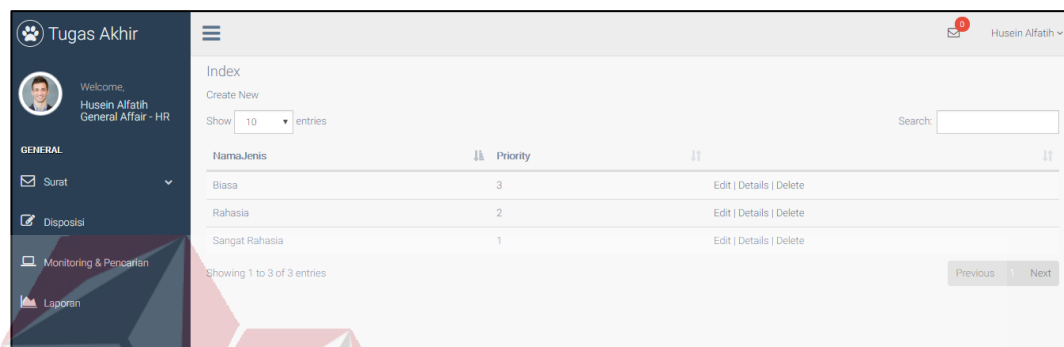 Tugas Akhir
0
Husein Alfatih
Welcome,
Husein Alfatih
General Affair - HR
GENERAL
Surat
Disposisi
Monitoring & Pencarian
Laporan
Index
Create New
Show 10 entries
Search:
NamaJenis Priority
Biasa 3 Edit | Details | Delete
Rahasia 2 Edit | Details | Delete
Sangat Rahasia 1 Edit | Details | Delete
Showing 1 to 3 of 3 entries
Previous 1 Next